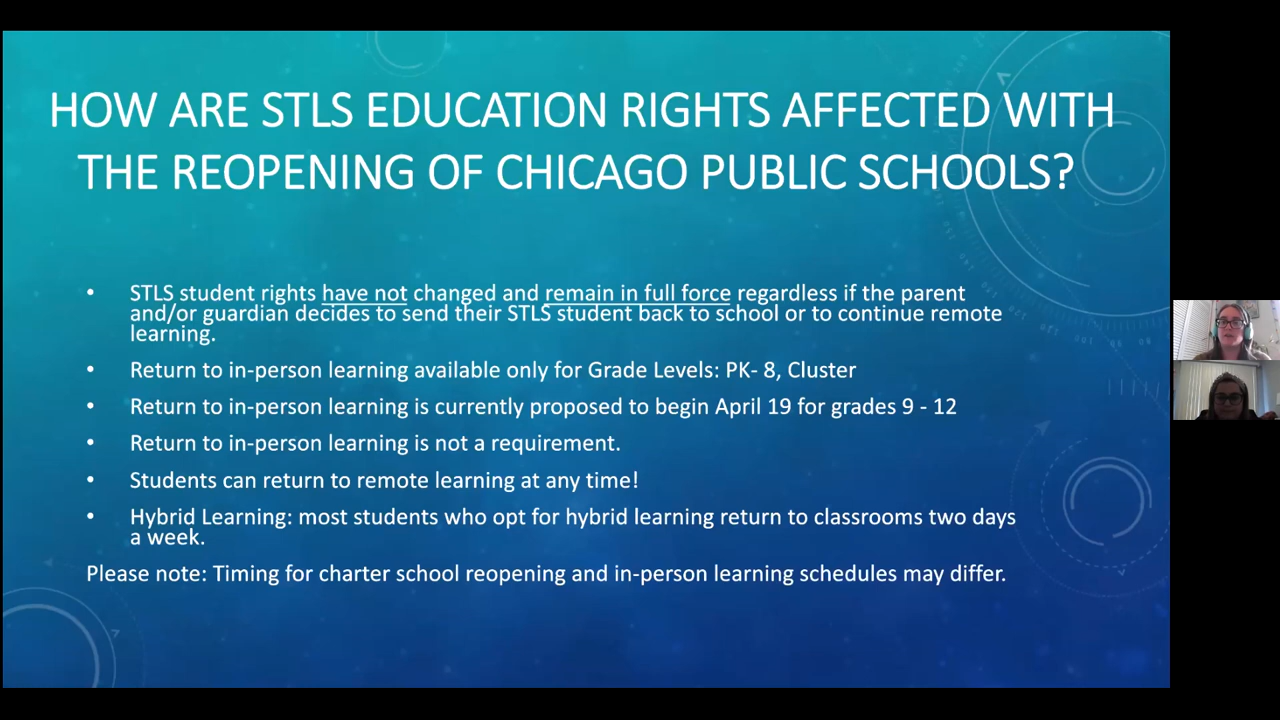 HOW ARE STLS EDUCATION RIGHTS AFFECTED WITH
THE REOPENING OF CHICAGO PUBLIC SCHOOLS?
• STLS student rights have not changed and remain in full force regardless if the parent
and/or guardian decides to send their STLS student back to school or to continue remote
learning.
• Return to in-person learning available only for Grade Levels: PK- 8, Cluster
• Return to in-person learning is currently proposed to begin April 19 for grades 9 - 12
• Return to in-person learning is not a requirement.
• Students can return to remote learning at any time!
• Hybrid Learning: most students who opt for hybrid learning return to classrooms two days
a week.
Please note: Timing for charter school reopening and in-person learning schedules may differ.